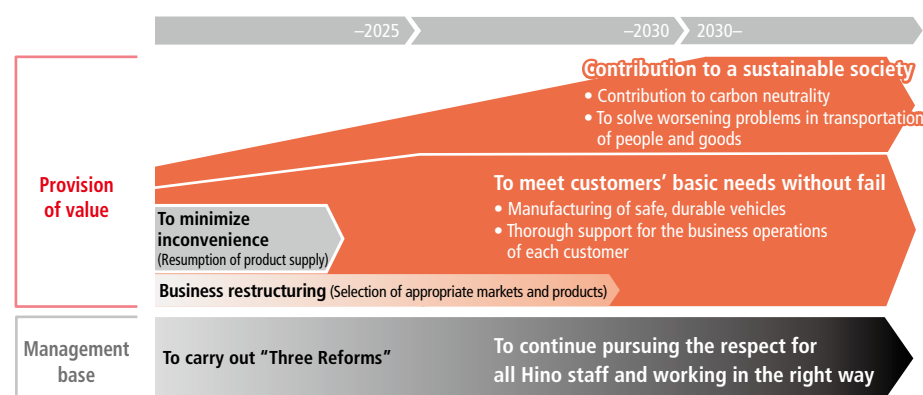 –2025
–2030
2030–
Contribution to a sustainable society
• Contribution to carbon neutrality
• To solve worsening problems in transportation
of people and goods
Provision
of value
To meet customers’ basic needs without fail
• Manufacturing of safe, durable vehicles
• Thorough support for the business operations
of each customer
To minimize
inconvenience
(Resumption of product supply)
Business restructuring (Selection of appropriate markets and products)
Management
base
To carry out “Three Reforms”
To continue pursuing the respect for
all Hino staff and working in the right way